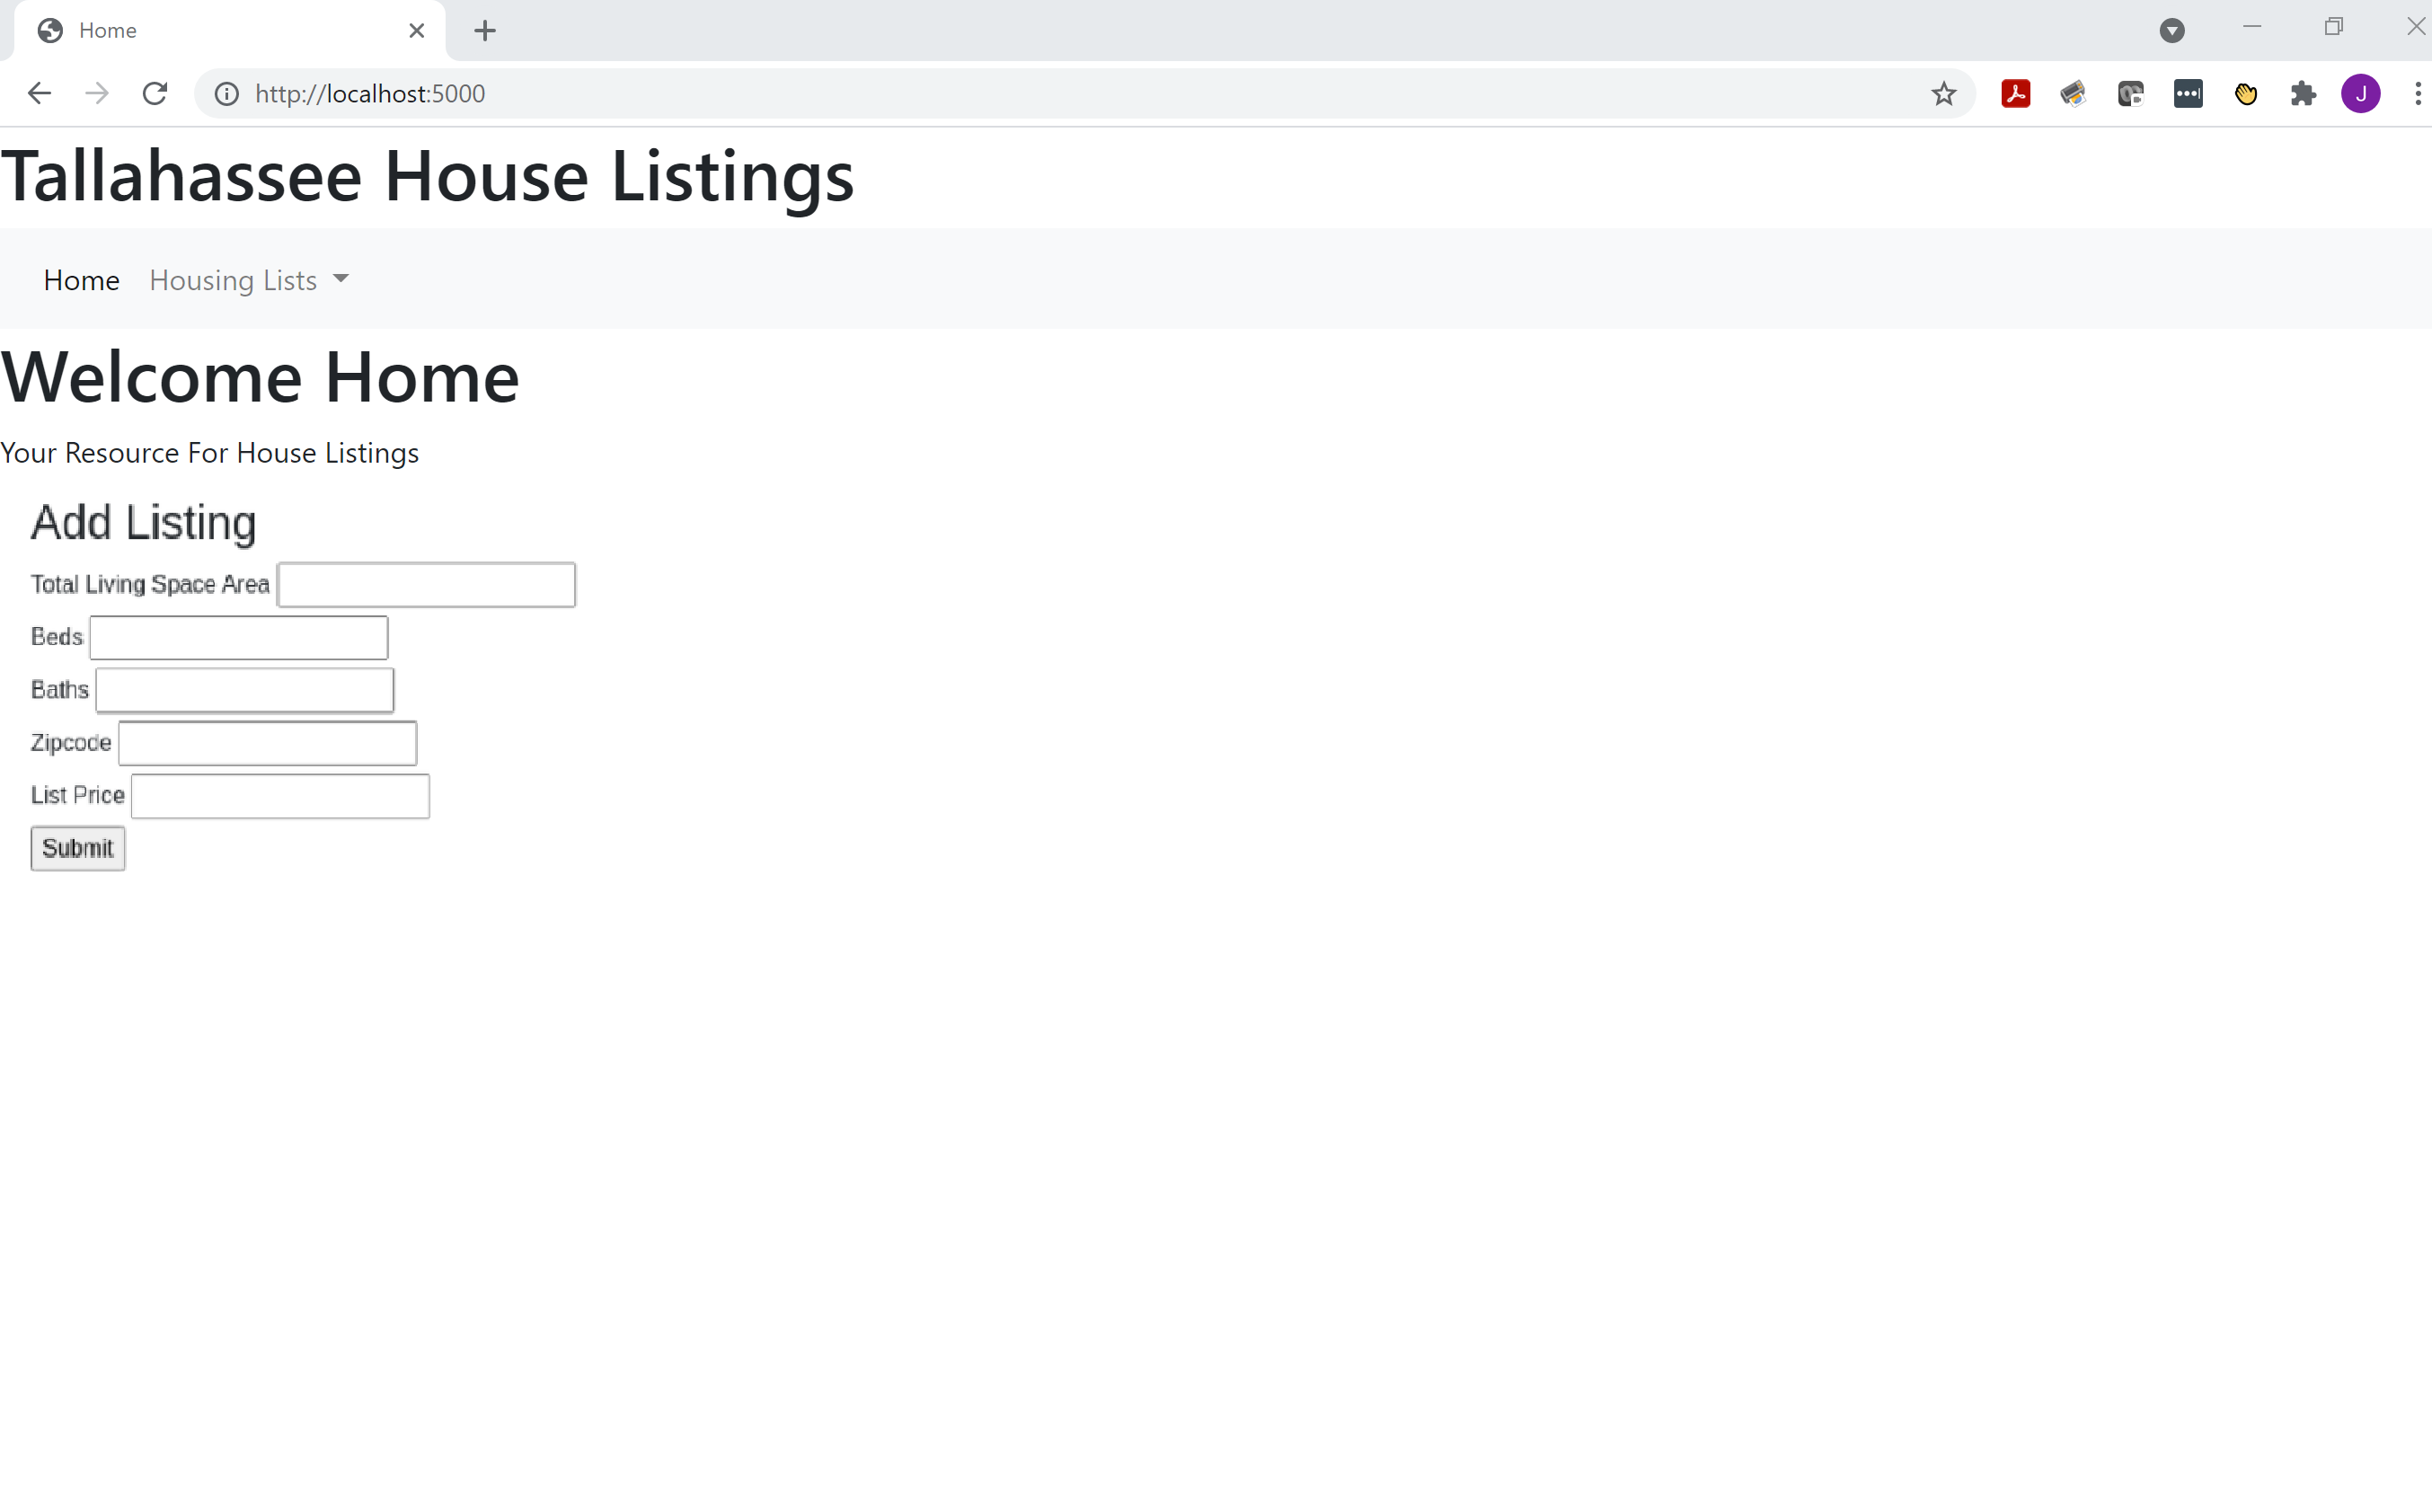 Home
http://localhost:5000
J
Tallahassee House Listings
Home Housing Lists
Welcome Home
Your Resource For House Listings
Add Listing
Total Living Space Area
Beds
Baths
Zipcode
List Price
Submit